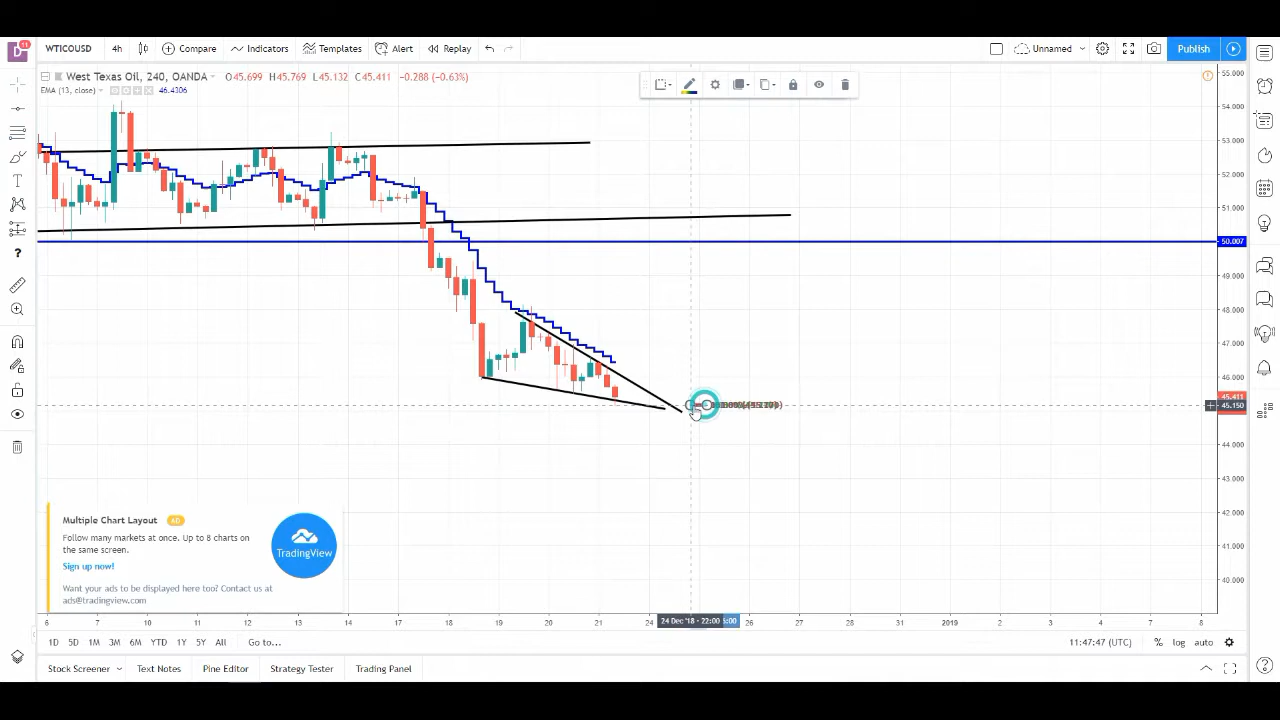 D 11 WTICOUSD 4h Compare Indicators Templates Alert Replay Unnamed Publish
West Texas Oil, 240, OANDA O45.699 H45.769 L45.132 C45.411 −0.288 (−0.63%)
EMA (13, close) 46.4306
55.000
54.000
53.000
52.000
51.000
50.007
49.000
48.000
47.000
46.000
45.411
45.150
44.000
43.000
42.000
41.000
40.000
Multiple Chart Layout AD
Follow many markets at once. Up to 8 charts on
the same screen.
Sign up now!
TradingView
Want your ads to be displayed here too? Contact us at
ads@tradingview.com
6 7 10 11 12 13 14 17 18 19 20 21 24 24 Dec '18 - 22:00 26 27 28 31 2019 2 3 4 7 8
1D 5D 1M 3M 6M YTD 1Y 5Y All Go to... 11:47:47 (UTC) % log auto
Stock Screener Text Notes Pine Editor Strategy Tester Trading Panel